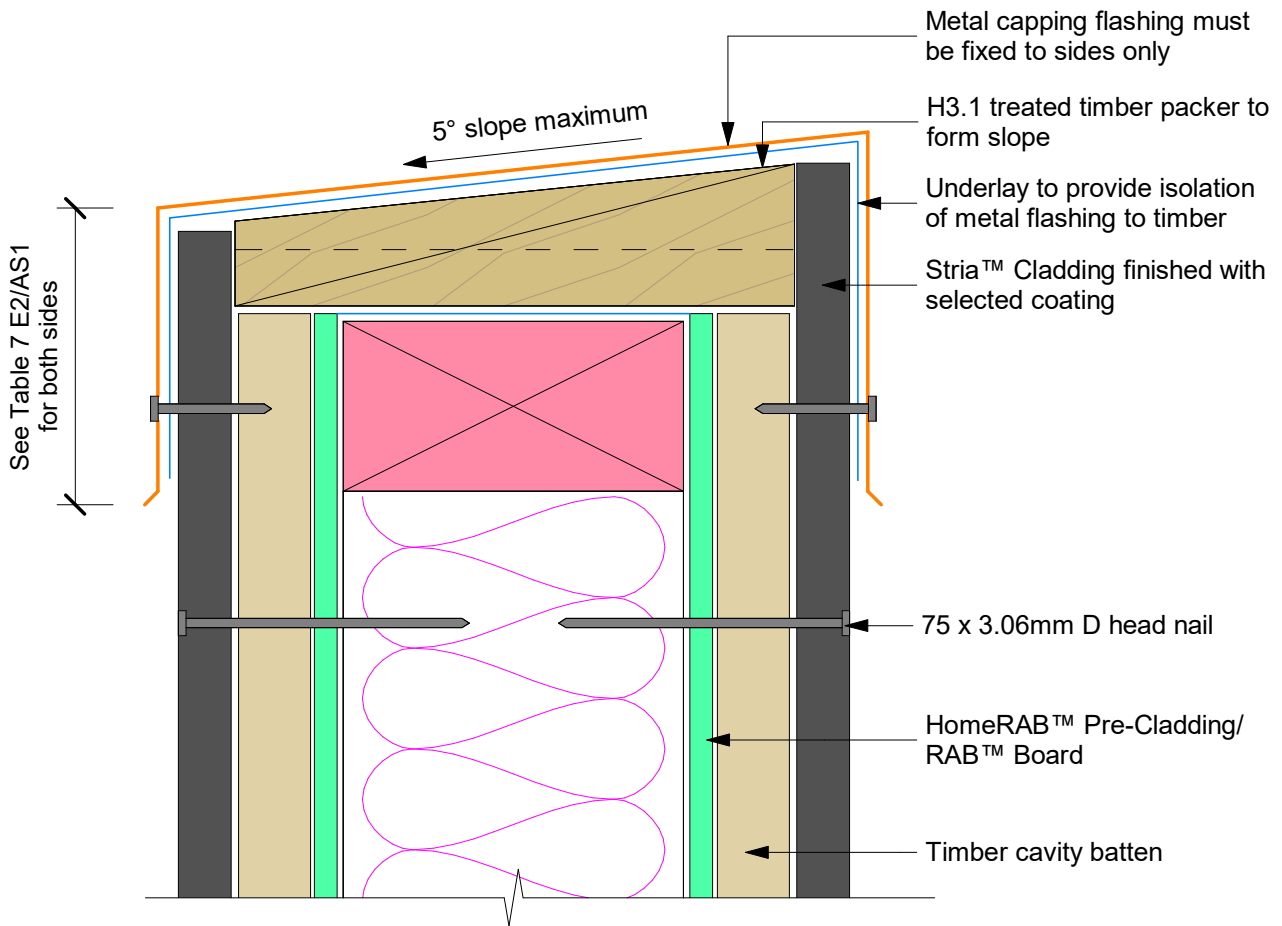 Metal capping flashing must
be fixed to sides only
5° slope maximum
H3.1 treated timber packer to
form slope
Underlay to provide isolation
of metal flashing to timber
Stria™ Cladding finished with
selected coating
See Table 7 E2/AS1
for both sides
75 x 3.06mm D head nail
HomeRAB™ Pre-Cladding/
RAB™ Board
Timber cavity batten